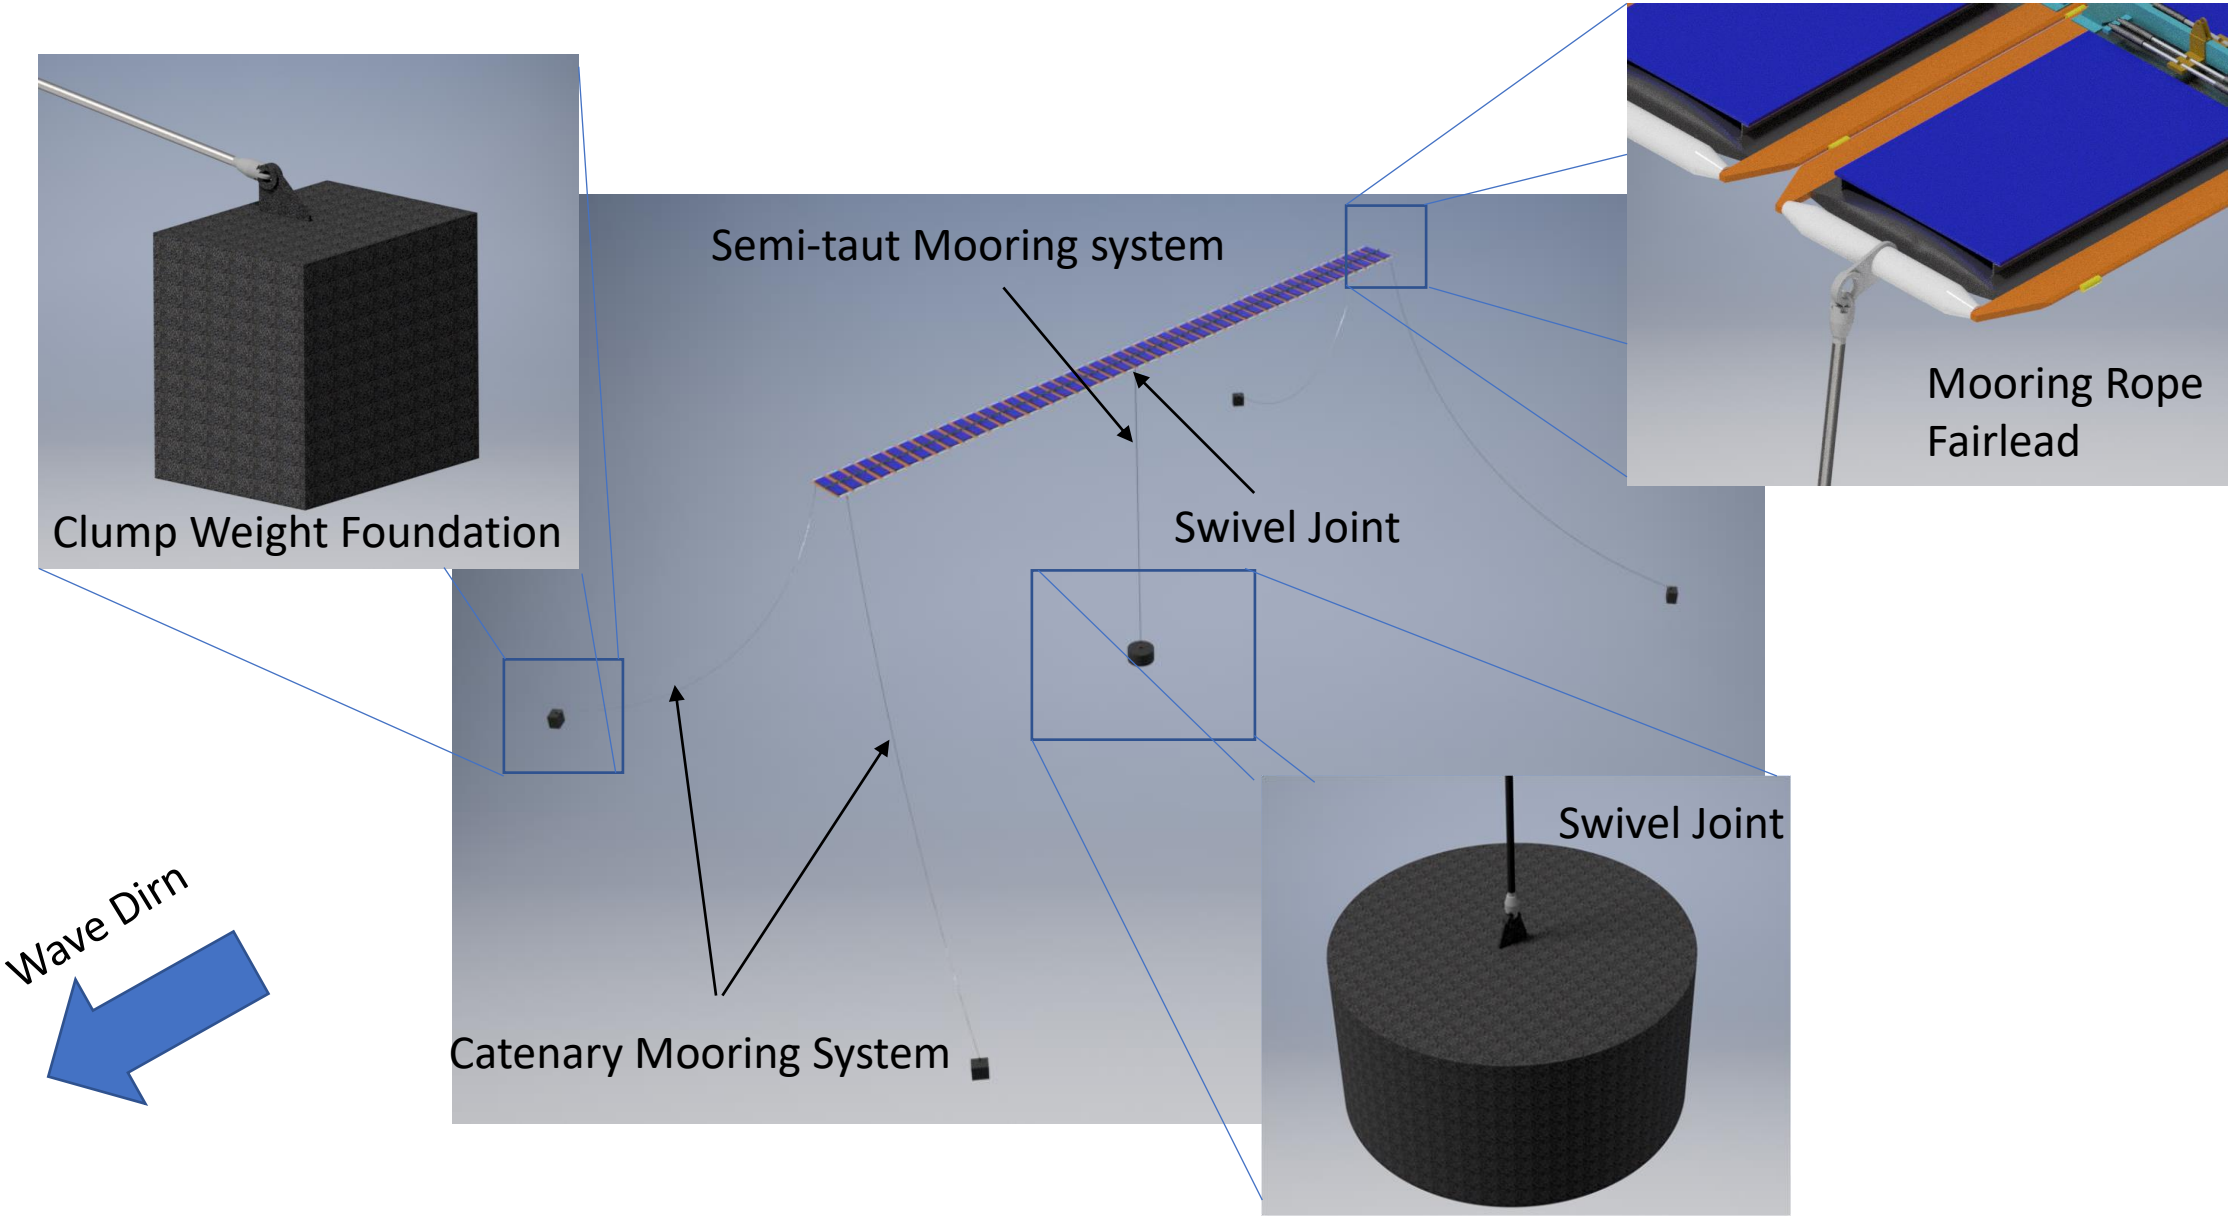 Semi-taut Mooring system
Mooring Rope
Fairlead
Clump Weight Foundation
Swivel Joint
Swivel Joint
Wave Dirn
Catenary Mooring System